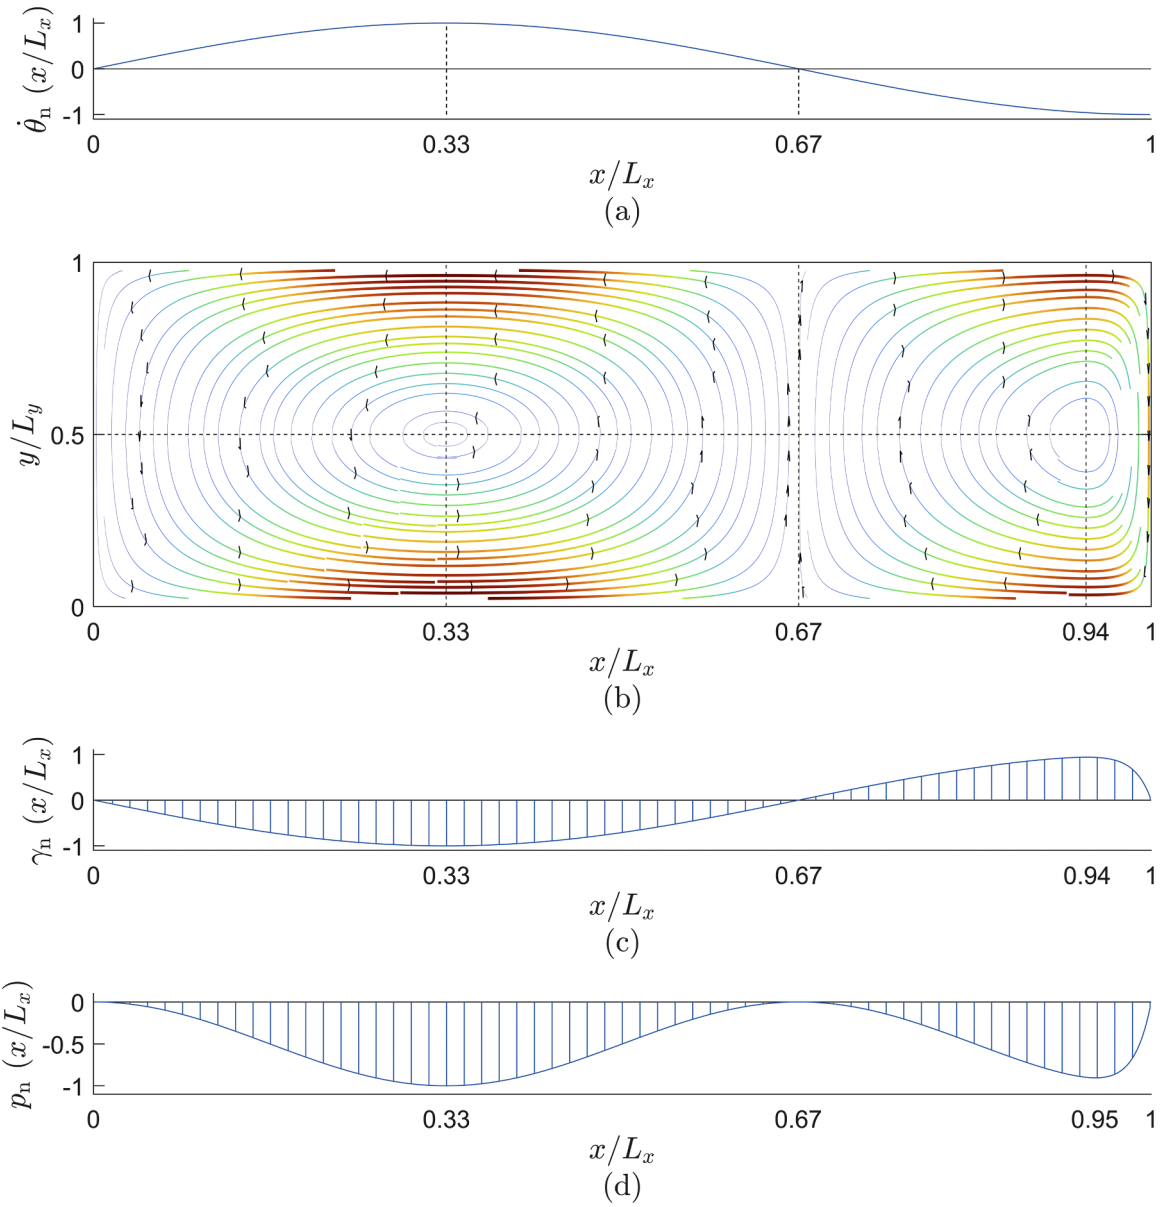 θ̇ₙ (x/Lₓ)
1
0
-1
0 0.33 0.67 1
x/Lₓ
(a)
y/L_y
1
0.5
0
0 0.33 0.67 0.94 1
x/Lₓ
(b)
γₙ (x/Lₓ)
1
0
-1
0 0.33 0.67 0.94 1
x/Lₓ
(c)
pₙ (x/Lₓ)
0
-0.5
-1
0 0.33 0.67 0.95 1
x/Lₓ
(d)